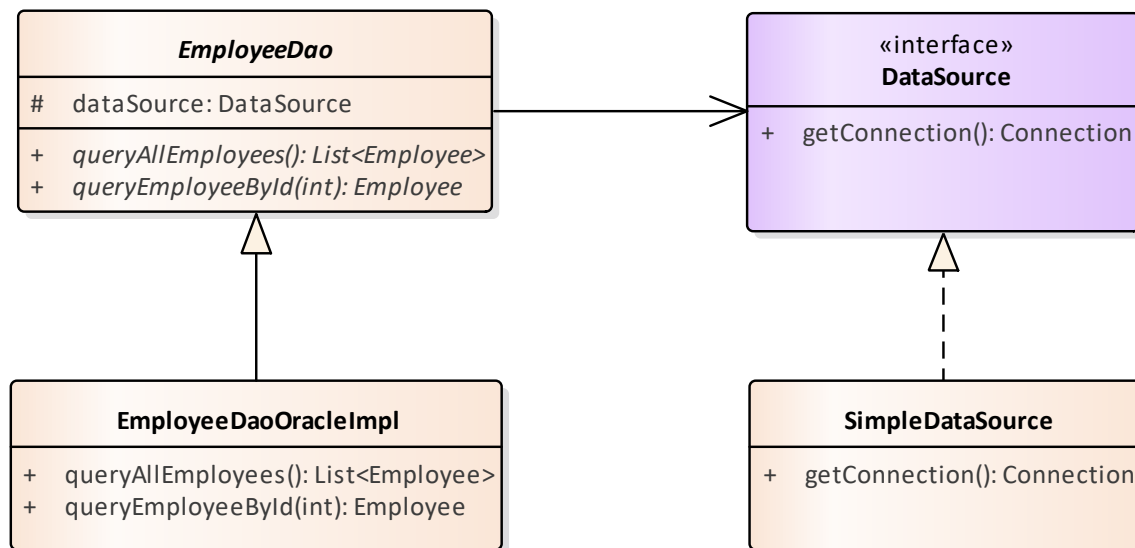 EmployeeDao
# dataSource: DataSource
+ queryAllEmployees(): List<Employee>
+ queryEmployeeById(int): Employee
«interface»
DataSource
+ getConnection(): Connection
EmployeeDaoOracleImpl
+ queryAllEmployees(): List<Employee>
+ queryEmployeeById(int): Employee
SimpleDataSource
+ getConnection(): Connection